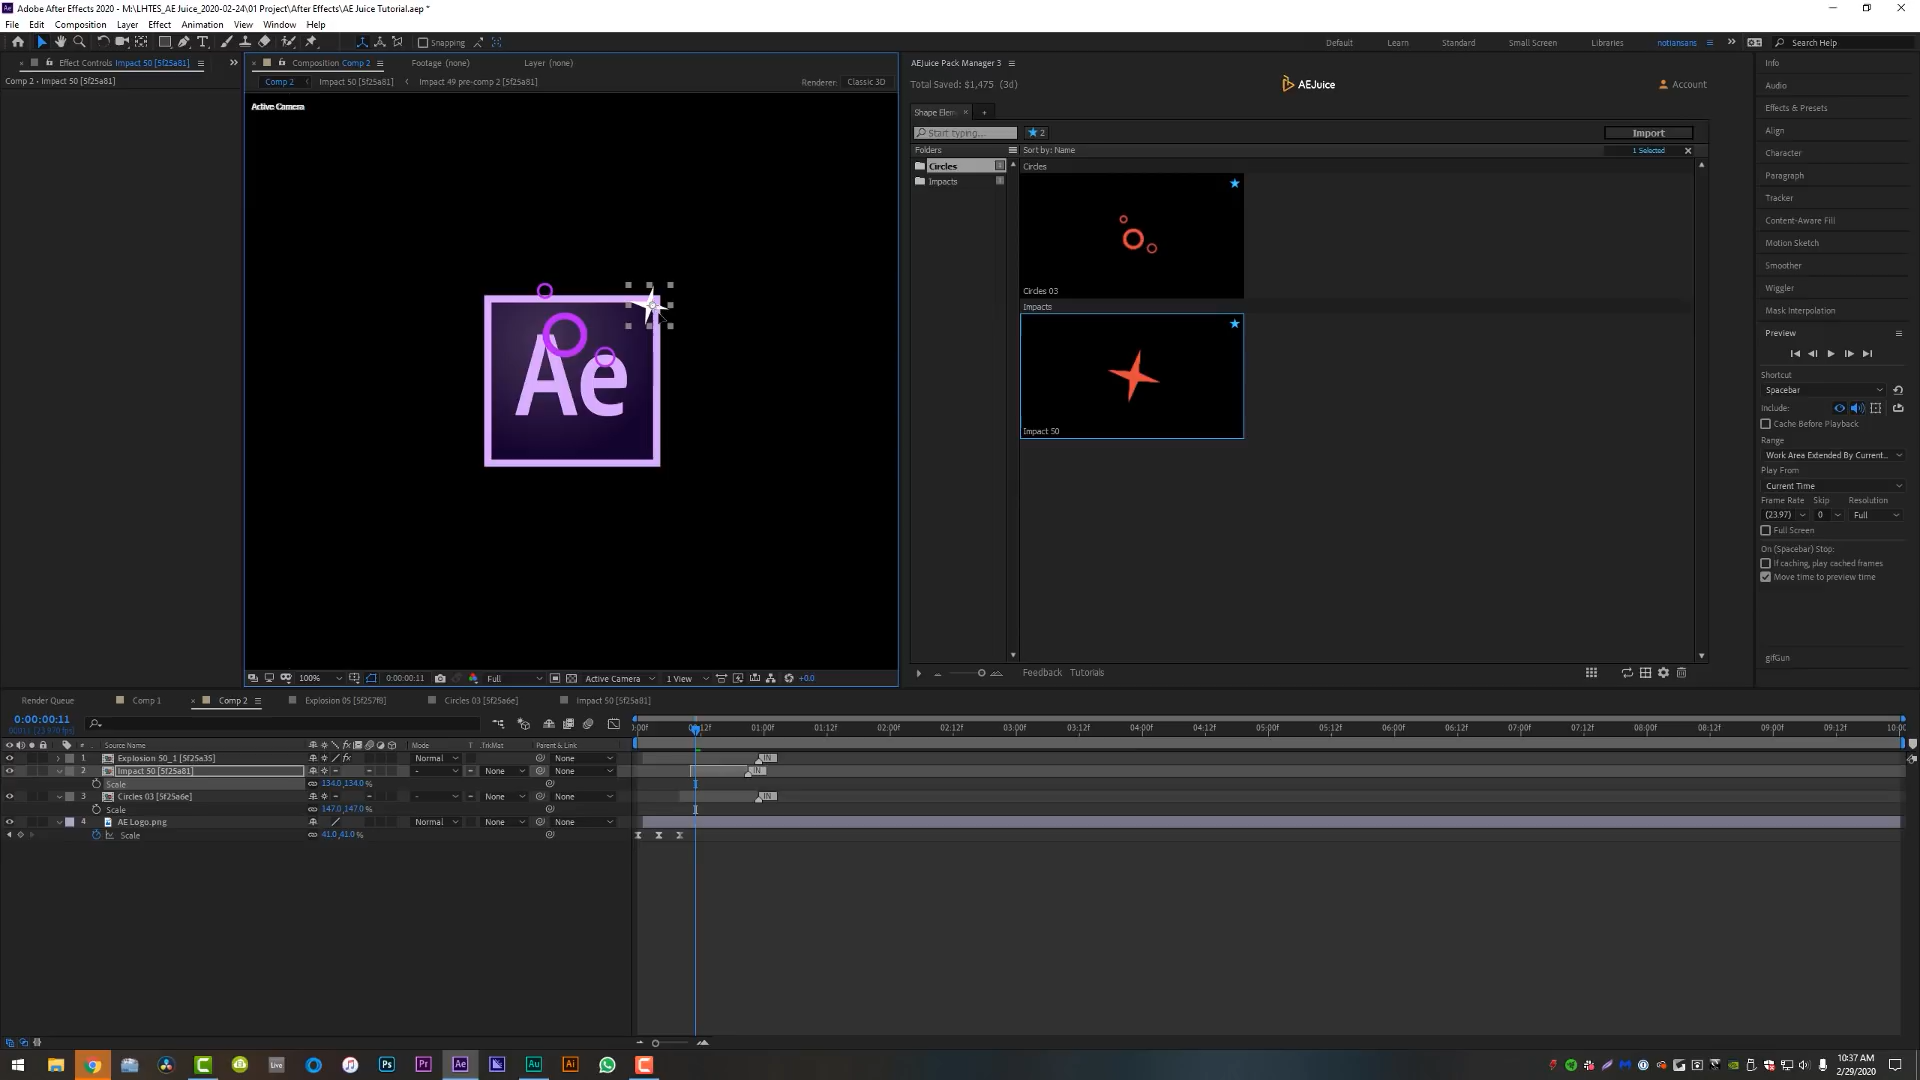 Adobe After Effects 2020 - M:\LHTES_AE Juice_2020-02-24\01 Project\After Effects\AE Juice Tutorial.aep *
File Edit Composition Layer Effect Animation View Window Help
Snapping
Default Learn Standard Small Screen Libraries notiansans Search Help
Effect Controls Impact 50 [5f25a81]
Comp 2 • Impact 50 [5f25a81]
Composition Comp 2 Footage (none) Layer (none)
Comp 2 Impact 50 [5f25a81] Impact 49 pre-comp 2 [5f25a81] Renderer: Classic 3D
Active Camera
Ae
100% 0:00:00:11 Full Active Camera 1 View +0.0
AEJuice Pack Manager 3
Total Saved: $1,475 (3d) AEJuice Account
Shape Elem
Start typing... 2 Import
Folders Sort by: Name 1 Selected
Circles
Impacts
Circles
Circles 03
Impacts
Impact 50
Feedback Tutorials
Info
Audio
Effects & Presets
Align
Character
Paragraph
Tracker
Content-Aware Fill
Motion Sketch
Smoother
Wiggler
Mask Interpolation
Preview
Shortcut
Spacebar
Include:
Cache Before Playback
Range
Work Area Extended By Current...
Play From
Current Time
Frame Rate Skip Resolution
(23.97) 0 Full
Full Screen
On (Spacebar) Stop:
If caching, play cached frames
Move time to preview time
gifGun
Render Queue Comp 1 Comp 2 Explosion 05 [5f257f8] Circles 03 [5f25a6e] Impact 50 [5f25a81]
0:00:00:11
# Source Name Mode T .TrkMat Parent & Link
:00f 01:00f 01:12f 02:00f 02:12f 03:00f 03:12f 04:00f 04:12f 05:00f 05:12f 06:00f 06:12f 07:00f 07:12f 08:00f 08:12f 09:00f 09:12f 10:0
1 Explosion 50_1 [5f25a35] Normal None IN
2 Impact 50 [5f25a81] - None None IN
Scale 134.0,134.0%
3 Circles 03 [5f25a6e] - None None IN
Scale 147.0,147.0%
4 AE Logo.png Normal None None
Scale 41.0,41.0%
Live Ps Pr Ae Au Ai
10:37 AM
2/29/2020